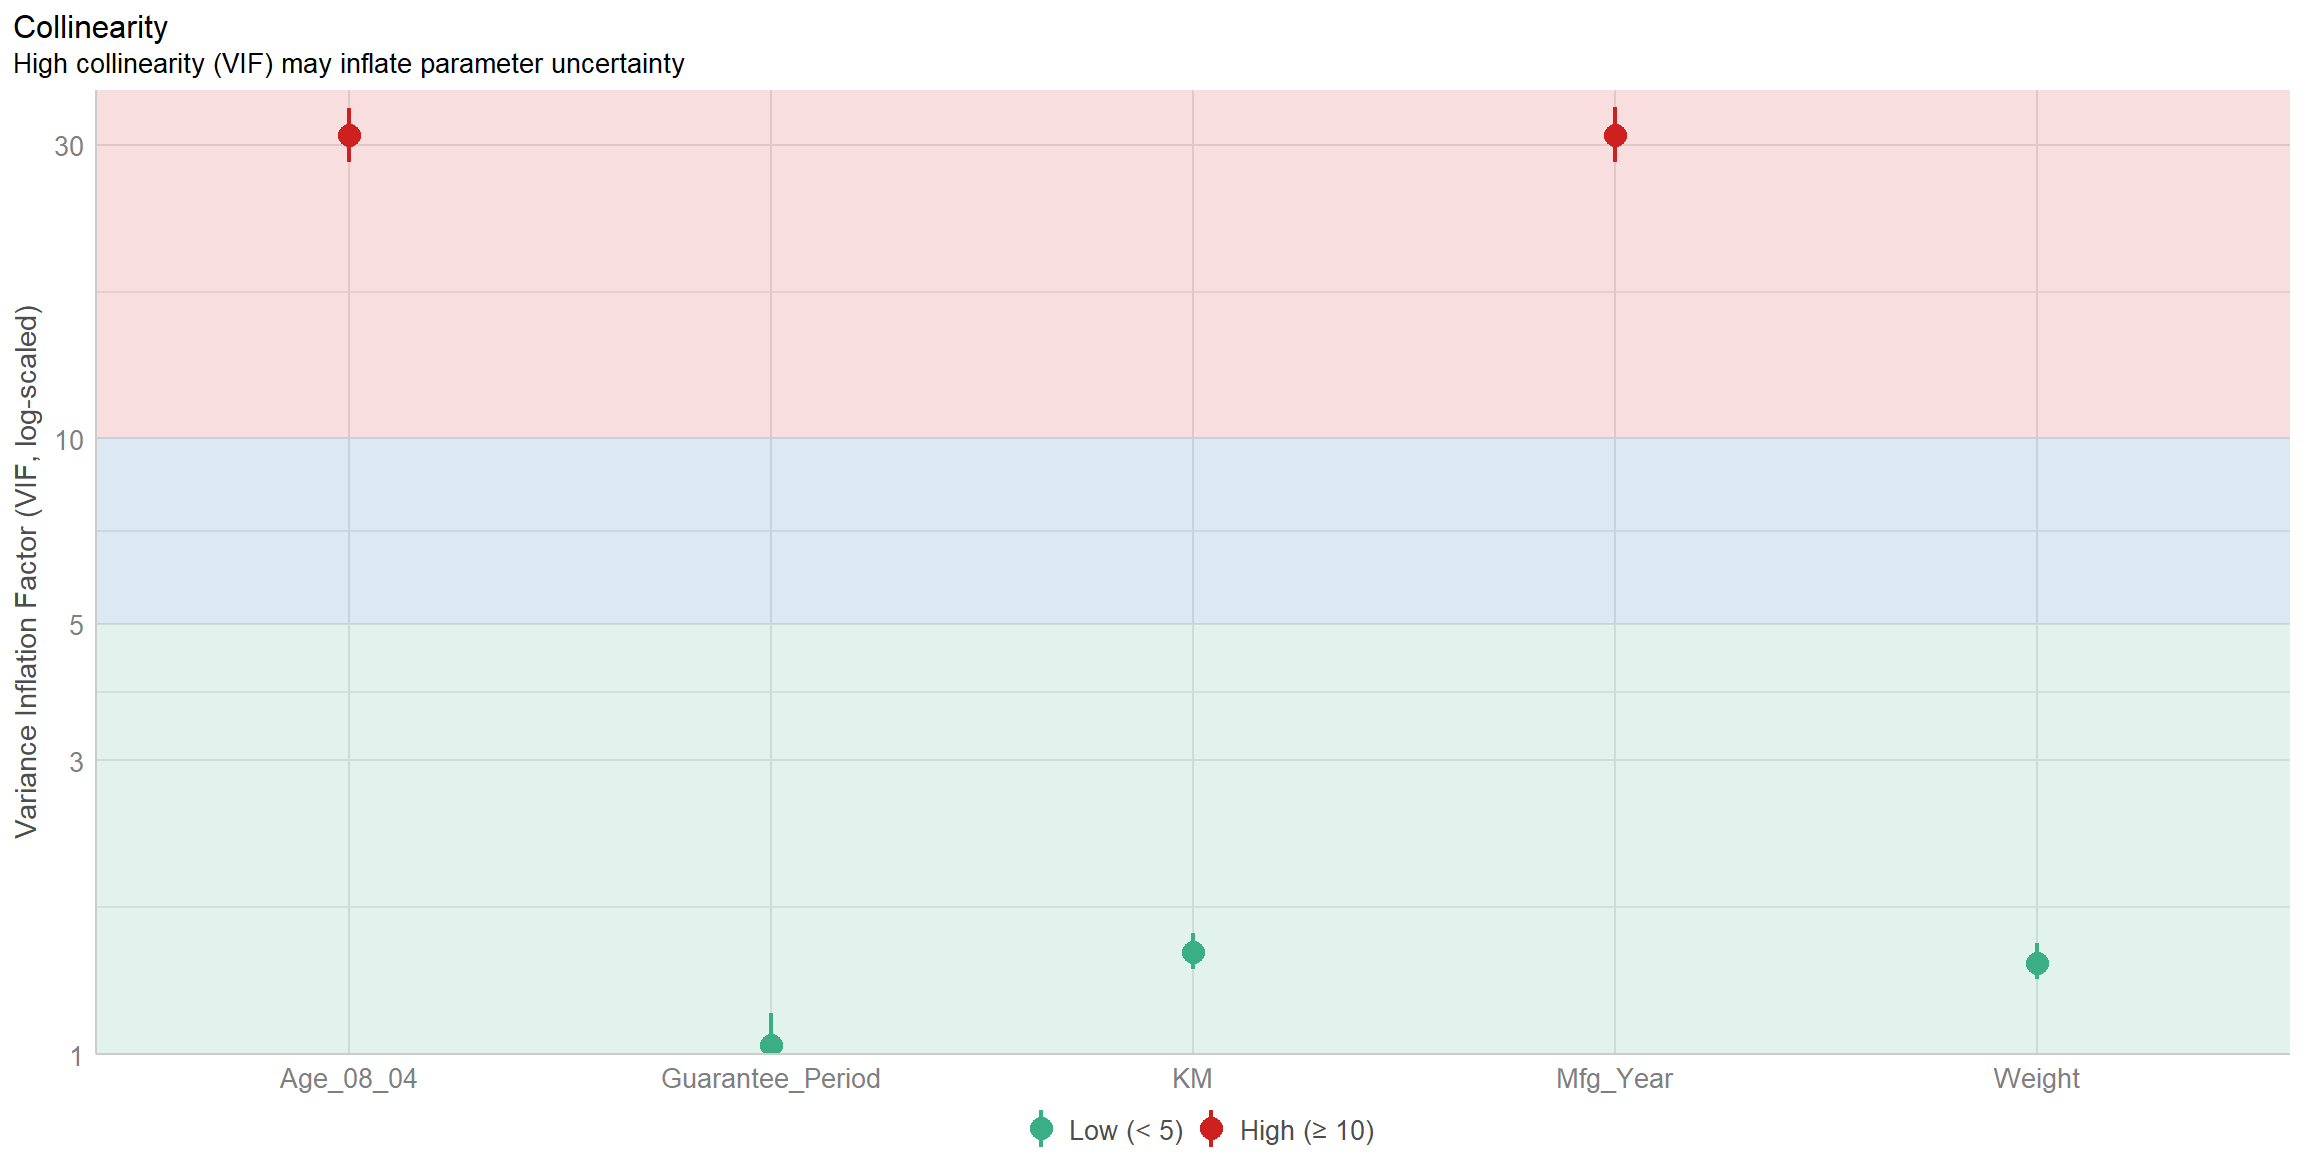 Collinearity
High collinearity (VIF) may inflate parameter uncertainty
Variance Inflation Factor (VIF, log-scaled)
30
10
5
3
1
Age_08_04 Guarantee_Period KM Mfg_Year Weight
Low (< 5) High (≥ 10)